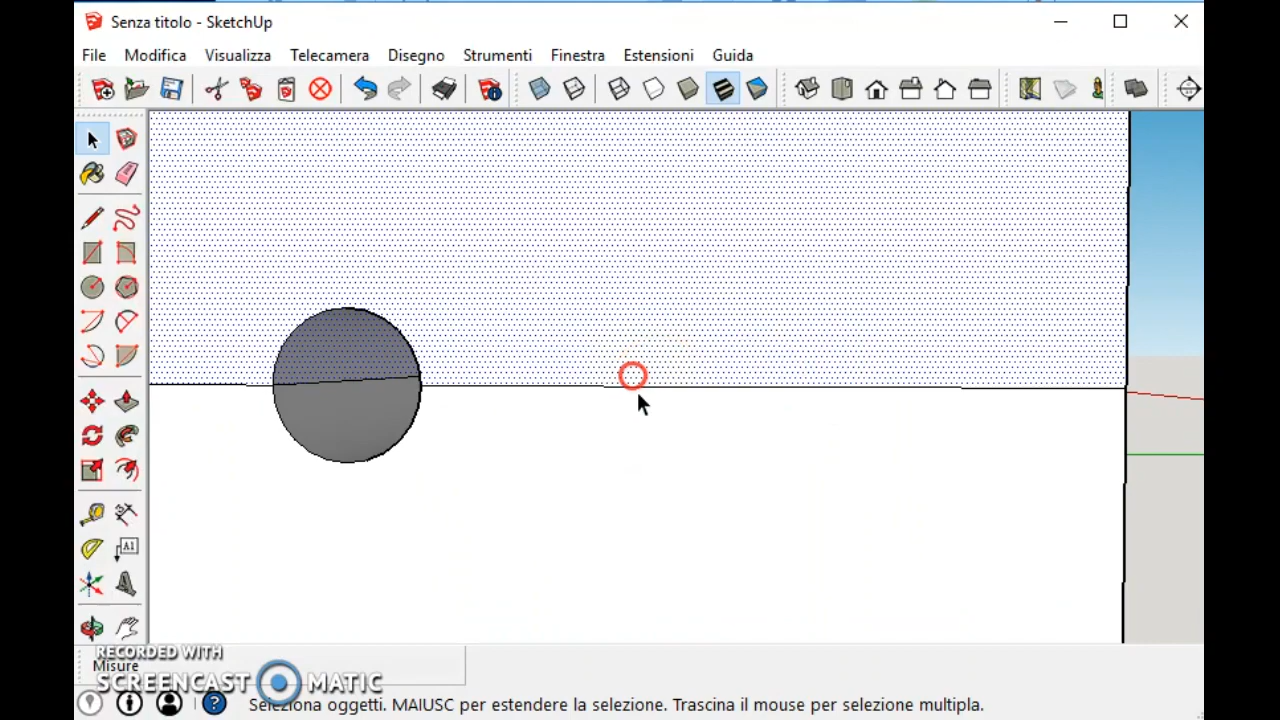 Senza titolo - SketchUp
File Modifica Visualizza Telecamera Disegno Strumenti Finestra Estensioni Guida
A1
RECORDED WITH
Misure
SCREENCAST MATIC
Seleziona oggetti. MAIUSC per estendere la selezione. Trascina il mouse per selezione multipla.